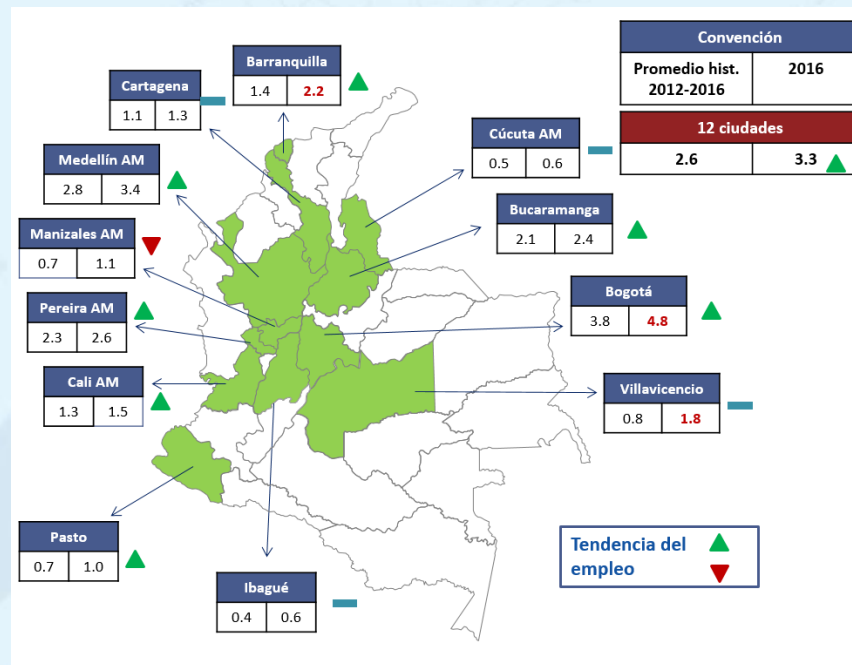 Convención
Promedio hist. 2016
2012-2016
12 ciudades
2.6 3.3
Barranquilla
1.4 2.2
Cartagena
1.1 1.3
Cúcuta AM
0.5 0.6
Medellín AM
2.8 3.4
Bucaramanga
2.1 2.4
Manizales AM
0.7 1.1
Bogotá
3.8 4.8
Pereira AM
2.3 2.6
Cali AM
1.3 1.5
Villavicencio
0.8 1.8
Pasto
0.7 1.0
Ibagué
0.4 0.6
Tendencia del
empleo